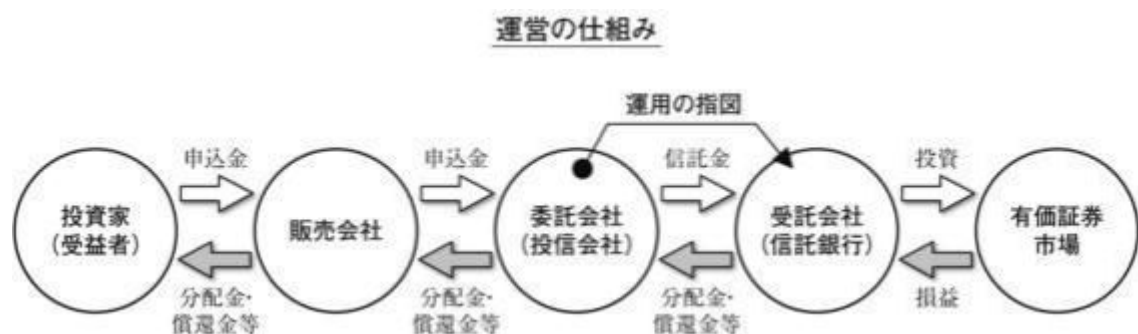 運営の仕組み
運用の指図
申込金
申込金
信託金
投資
投資家
(受益者)
販売会社
委託会社
(投信会社)
受託会社
(信託銀行)
有価証券
市場
分配金・
償還金等
分配金・
償還金等
分配金・
償還金等
損益